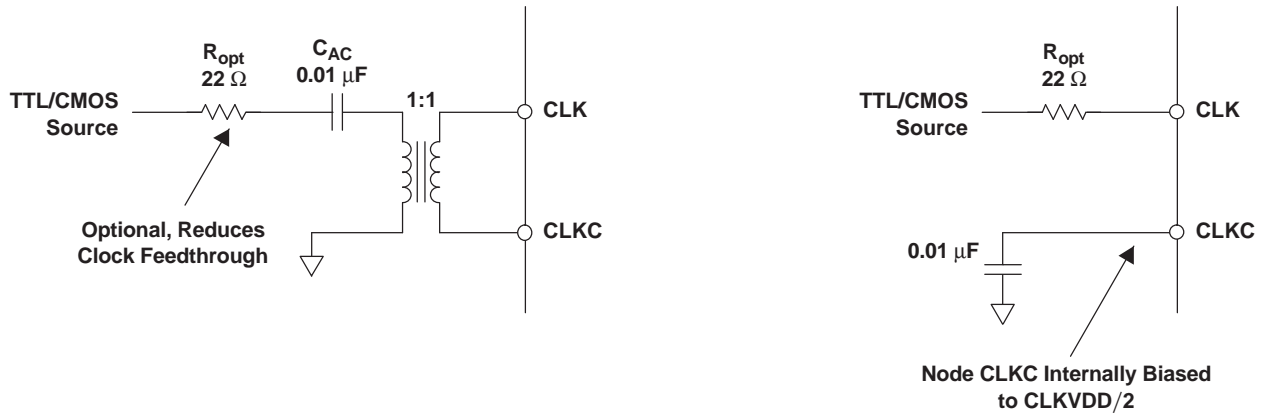 R_opt
22 Ω
C_AC
0.01 μF
1:1
TTL/CMOS
Source
CLK
CLKC
Optional, Reduces
Clock Feedthrough
R_opt
22 Ω
TTL/CMOS
Source
CLK
CLKC
0.01 μF
Node CLKC Internally Biased
to CLKVDD/2